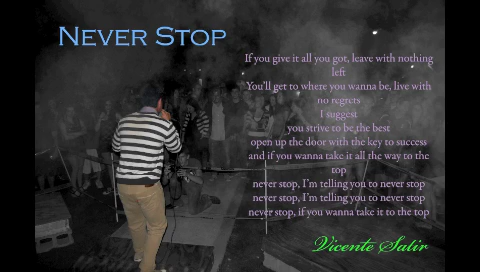 NEVER STOP
If you give it all you got, leave with nothing
left
You'll get to where you wanna be, live with
no regrets
I suggest
you strive to be the best
open up the door with the key to success
and if you wanna take it all the way to the
top
never stop, I'm telling you to never stop
never stop, I'm telling you to never stop
never stop, if you wanna take it to the top
Vicente Salir